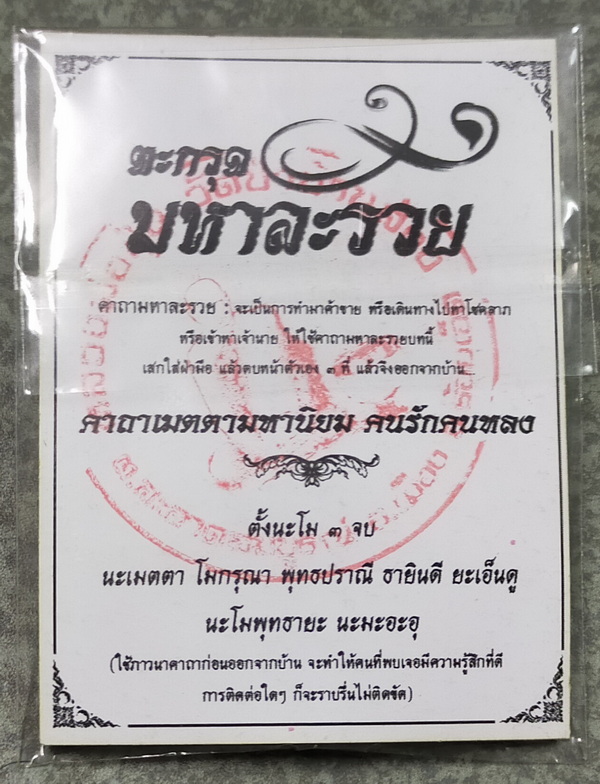 ตะกรุด
มหาละรวย
คาถามหาละรวย : จะเป็นการทำมาค้าขาย หรือเดินทางไปหาโชคลาภ
หรือเข้าหาเจ้านาย ให้ใช้คาถามหาละรวยบทนี้
เสกใส่ฝ่ามือ แล้วตบหน้าตัวเอง ๓ ที แล้วจึงออกจากบ้าน...
คาถาเมตตามหานิยม คนรักคนหลง
ตั้งนะโม ๓ จบ
นะเมตตา โมกรุณา พุทธปราณี ธายินดี ยะเอ็นดู
นะโมพุทธายะ นะมะอะอุ
(ใช้ภาวนาคาถาก่อนออกจากบ้าน จะทำให้คนที่พบเจอมีความรู้สึกที่ดี
การติดต่อใดๆ ก็จะราบรื่นไม่ติดขัด)